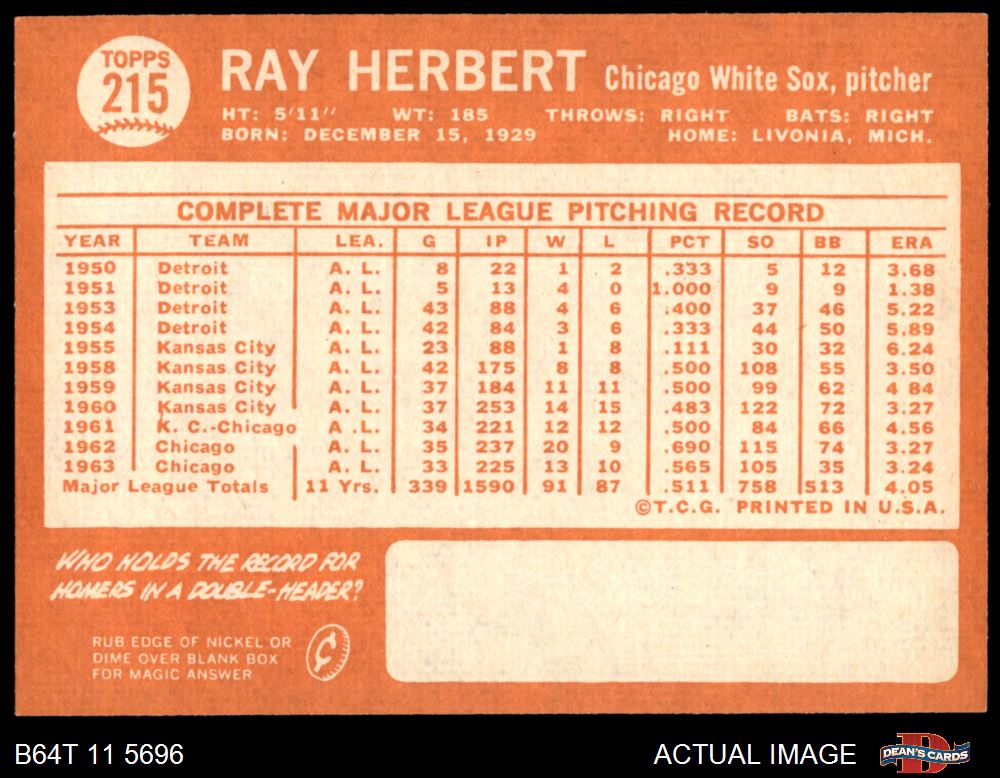 TOPPS
215
RAY HERBERT Chicago White Sox, pitcher
HT: 5'11" WT: 185 THROWS: RIGHT BATS: RIGHT
BORN: DECEMBER 15, 1929 HOME: LIVONIA, MICH.
COMPLETE MAJOR LEAGUE PITCHING RECORD
YEAR TEAM LEA. G IP W L PCT SO BB ERA
1950 Detroit A. L. 8 22 1 2 .333 5 12 3.68
1951 Detroit A. L. 5 13 4 0 1.000 9 9 1.38
1953 Detroit A. L. 43 88 4 6 .400 37 46 5.22
1954 Detroit A. L. 42 84 3 6 .333 44 50 5.89
1955 Kansas City A. L. 23 88 1 8 .111 30 32 6.24
1958 Kansas City A. L. 42 175 8 8 .500 108 55 3.50
1959 Kansas City A. L. 37 184 11 11 .500 99 62 4 84
1960 Kansas City A. L. 37 253 14 15 .483 122 72 3.27
1961 K. C.-Chicago A. L. 34 221 12 12 .500 84 66 4.56
1962 Chicago A. L. 35 237 20 9 .690 115 74 3.27
1963 Chicago A. L. 33 225 13 10 .565 105 35 3.24
Major League Totals 11 Yrs. 339 1590 91 87 .511 758 513 4.05
©T.C.G. PRINTED IN U.S.A.
WHO HOLDS THE RECORD FOR
HOMERS IN A DOUBLE-HEADER?
RUB EDGE OF NICKEL OR
DIME OVER BLANK BOX
FOR MAGIC ANSWER
¢
B64T 11 5696 ACTUAL IMAGE D DEAN'S CARDS